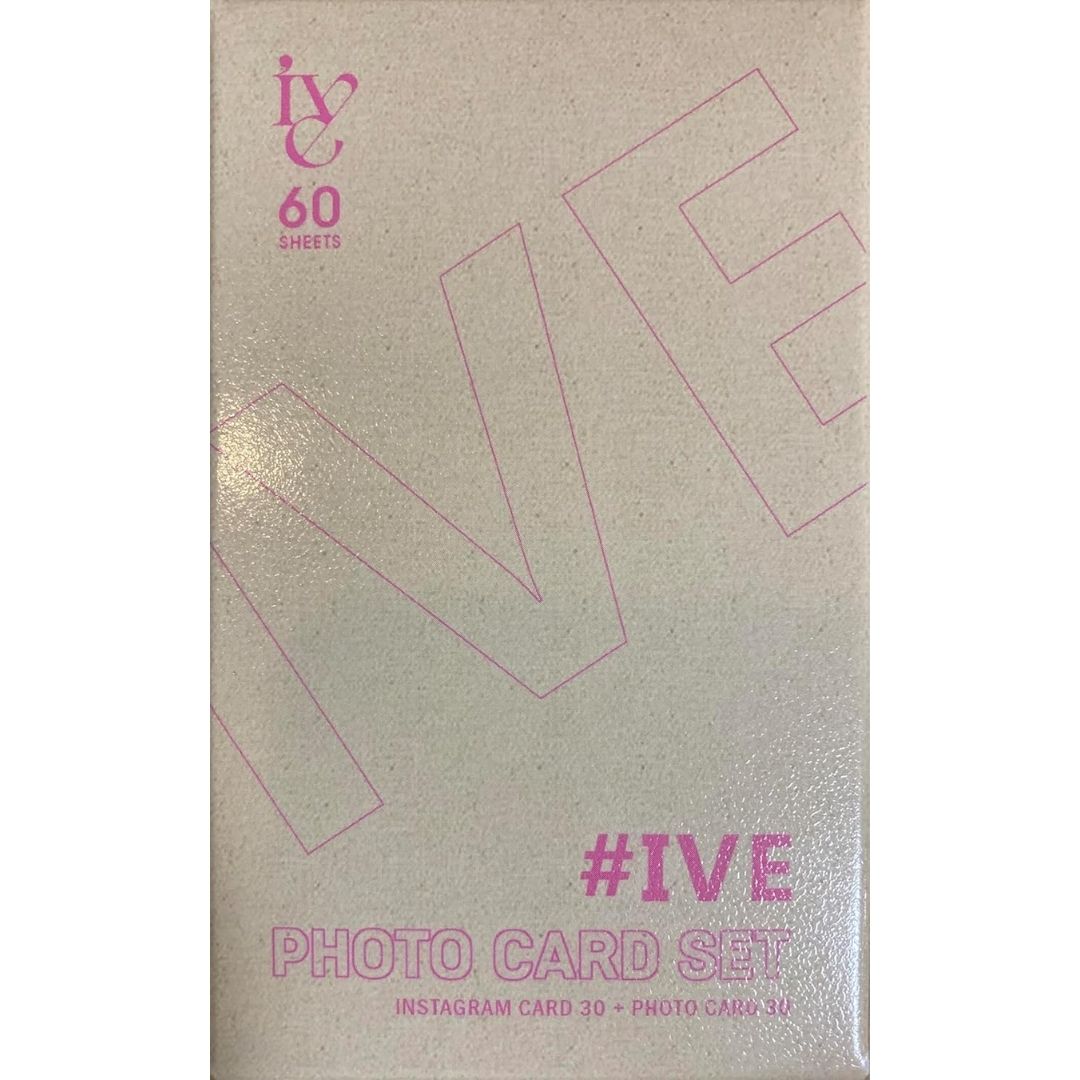 ive
60
SHEETS
IVE
#IVE
PHOTO CARD SET
INSTAGRAM CARD 30 + PHOTO CARD 30